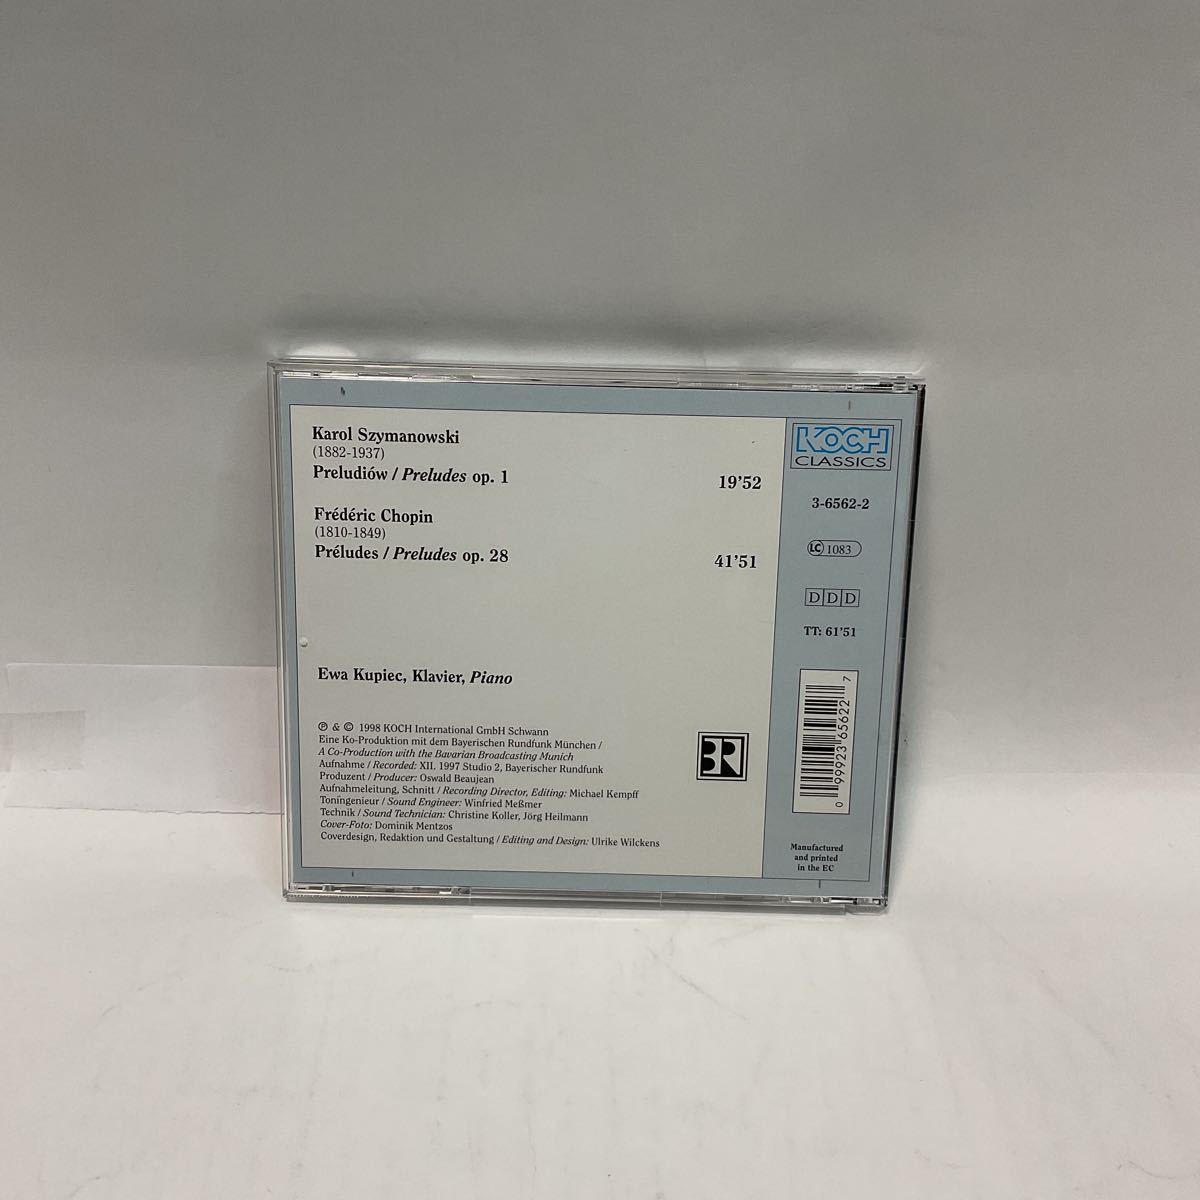 Karol Szymanowski
(1882-1937)
Preludiów / Preludes op. 1 19'52
Frédéric Chopin
(1810-1849)
Préludes / Preludes op. 28 41'51
Ewa Kupiec, Klavier, Piano
℗ & © 1998 KOCH International GmbH Schwann
Eine Ko-Produktion mit dem Bayerischen Rundfunk München /
A Co-Production with the Bavarian Broadcasting Munich
Aufnahme / Recorded: XII. 1997 Studio 2, Bayerischer Rundfunk
Produzent / Producer: Oswald Beaujean
Aufnahmeleitung, Schnitt / Recording Director, Editing: Michael Kempff
Toningenieur / Sound Engineer: Winfried Meßmer
Technik / Sound Technician: Christine Koller, Jörg Heilmann
Cover-Foto: Dominik Mentzos
Coverdesign, Redaktion und Gestaltung / Editing and Design: Ulrike Wilckens
BR
KOCH
CLASSICS
3-6562-2
LC 1083
DDD
TT: 61'51
0 99923 65622 7
Manufactured
and printed
in the EC